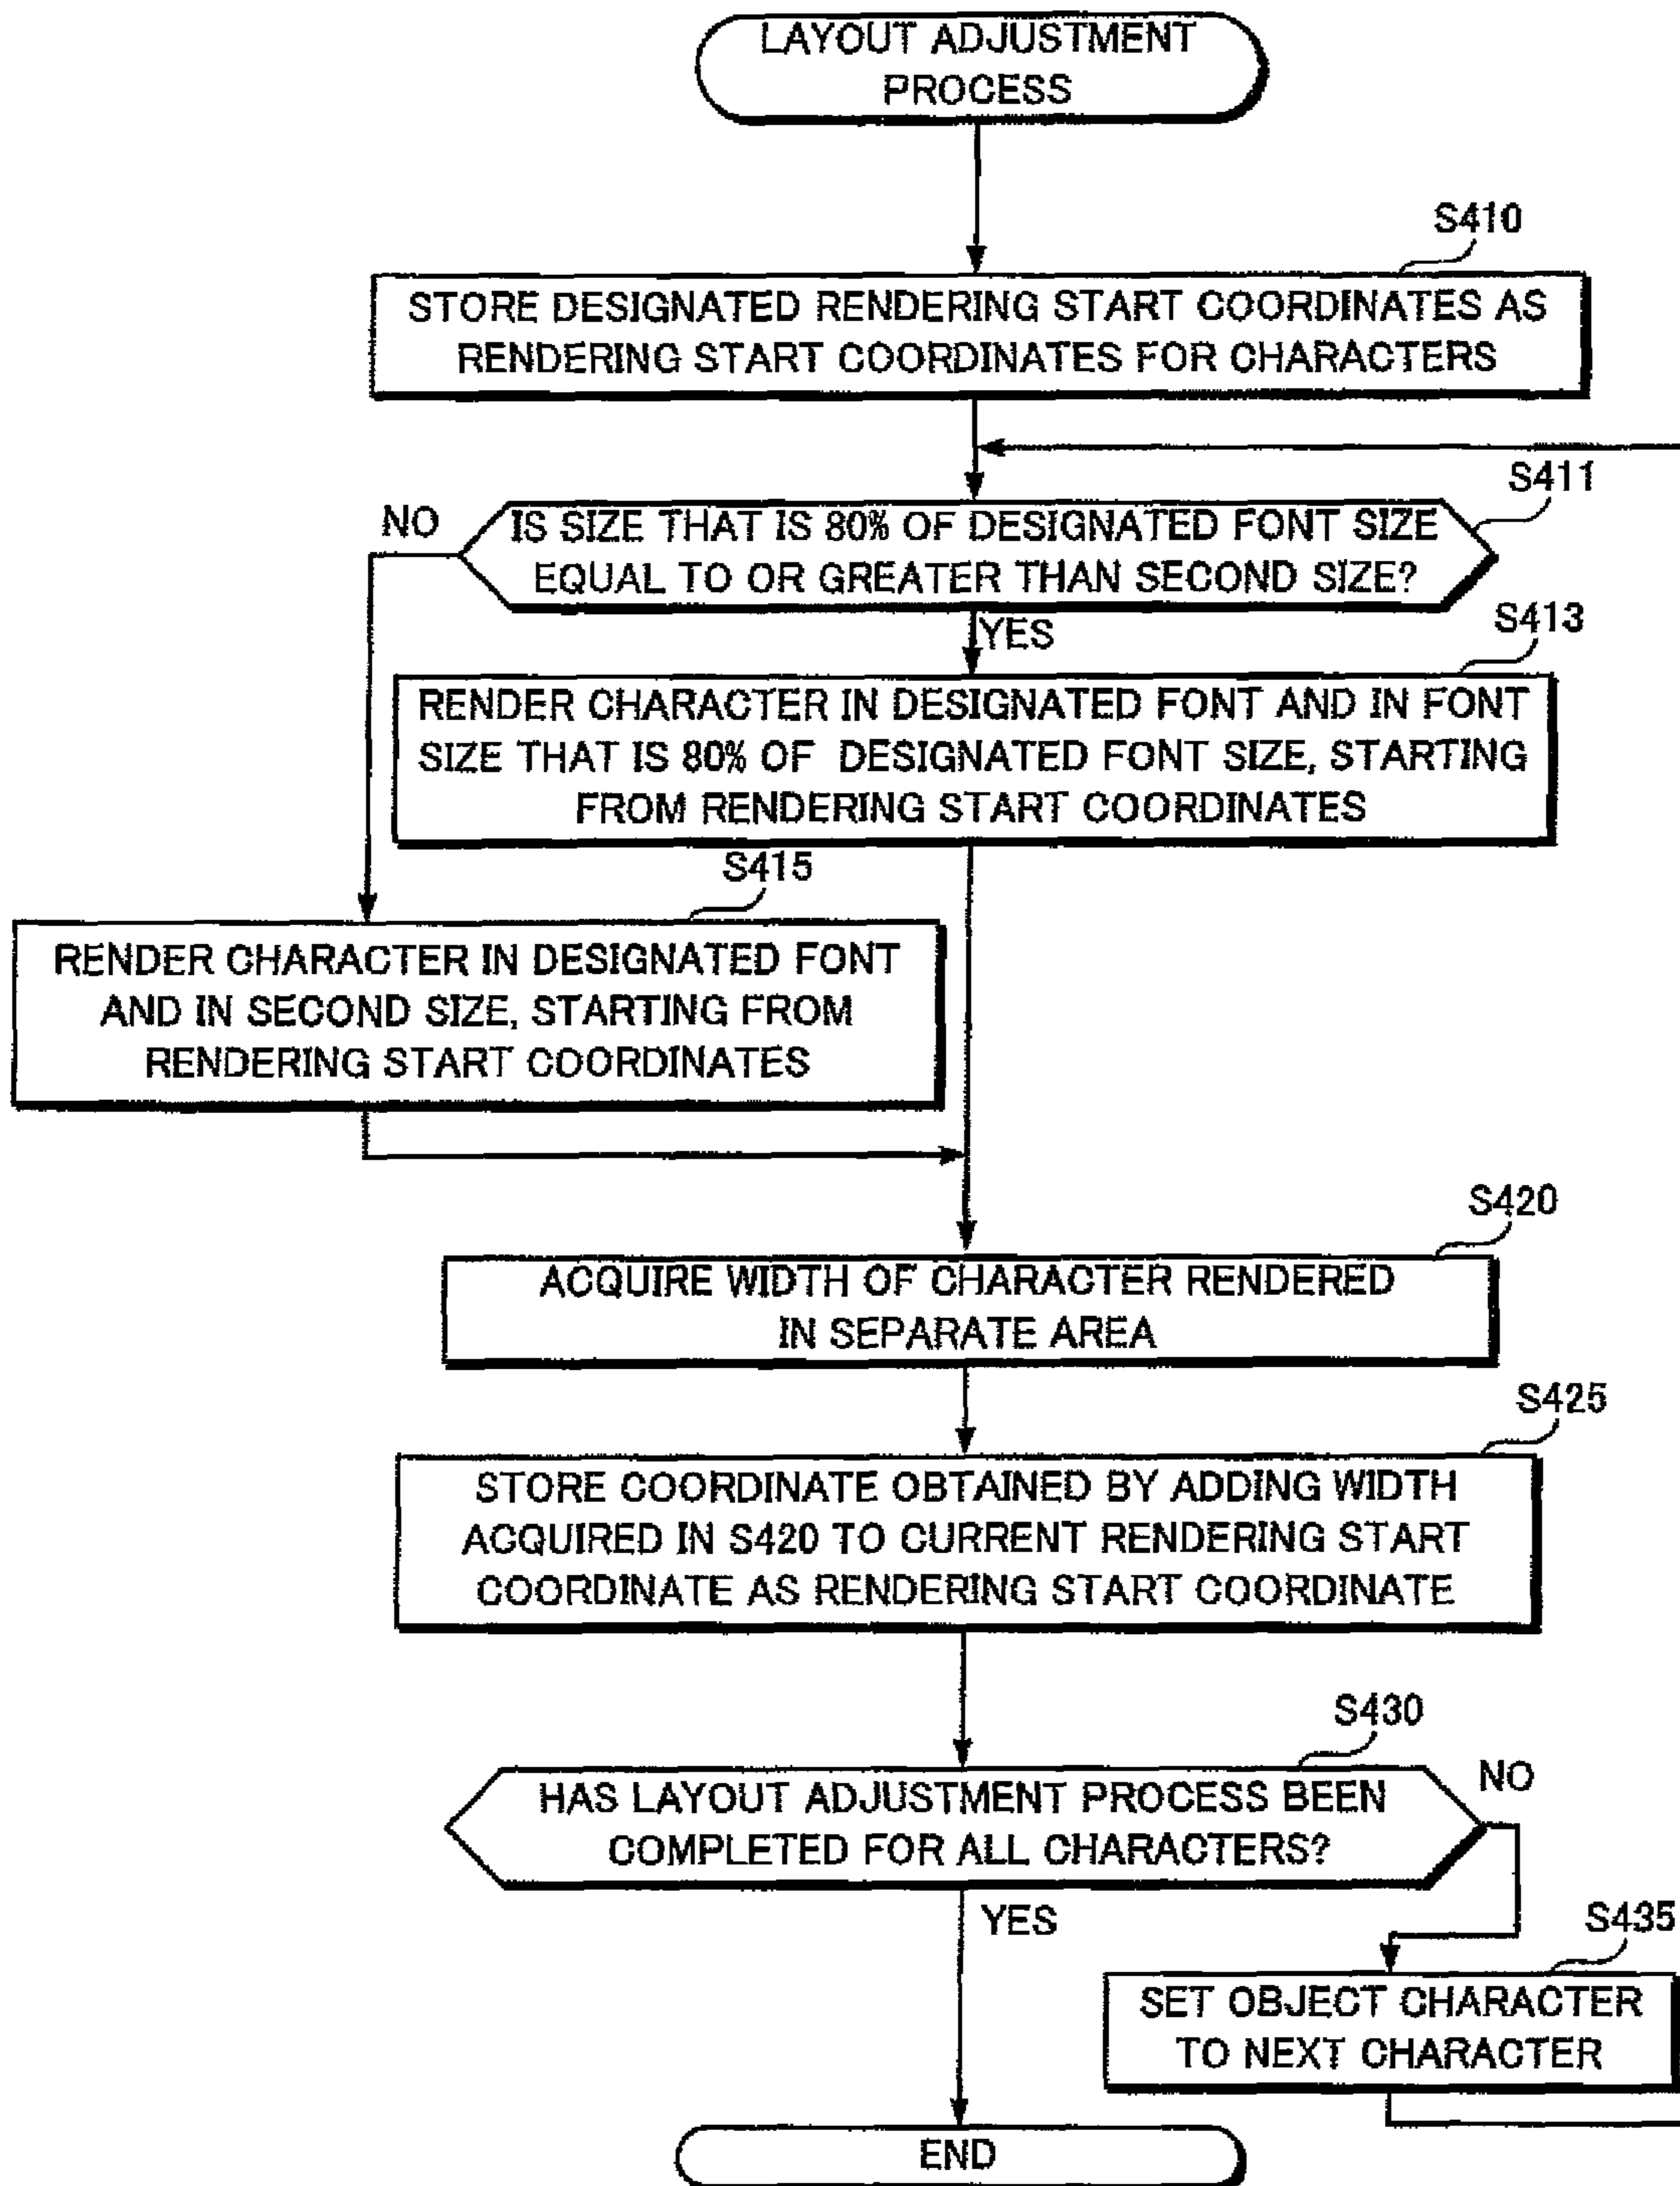 LAYOUT ADJUSTMENT
PROCESS
S410
STORE DESIGNATED RENDERING START COORDINATES AS
RENDERING START COORDINATES FOR CHARACTERS
S411
NO
IS SIZE THAT IS 80% OF DESIGNATED FONT SIZE
EQUAL TO OR GREATER THAN SECOND SIZE?
YES
S413
RENDER CHARACTER IN DESIGNATED FONT AND IN FONT
SIZE THAT IS 80% OF DESIGNATED FONT SIZE, STARTING
FROM RENDERING START COORDINATES
S415
RENDER CHARACTER IN DESIGNATED FONT
AND IN SECOND SIZE, STARTING FROM
RENDERING START COORDINATES
S420
ACQUIRE WIDTH OF CHARACTER RENDERED
IN SEPARATE AREA
S425
STORE COORDINATE OBTAINED BY ADDING WIDTH
ACQUIRED IN S420 TO CURRENT RENDERING START
COORDINATE AS RENDERING START COORDINATE
S430
HAS LAYOUT ADJUSTMENT PROCESS BEEN
COMPLETED FOR ALL CHARACTERS?
NO
YES
S435
SET OBJECT CHARACTER
TO NEXT CHARACTER
END